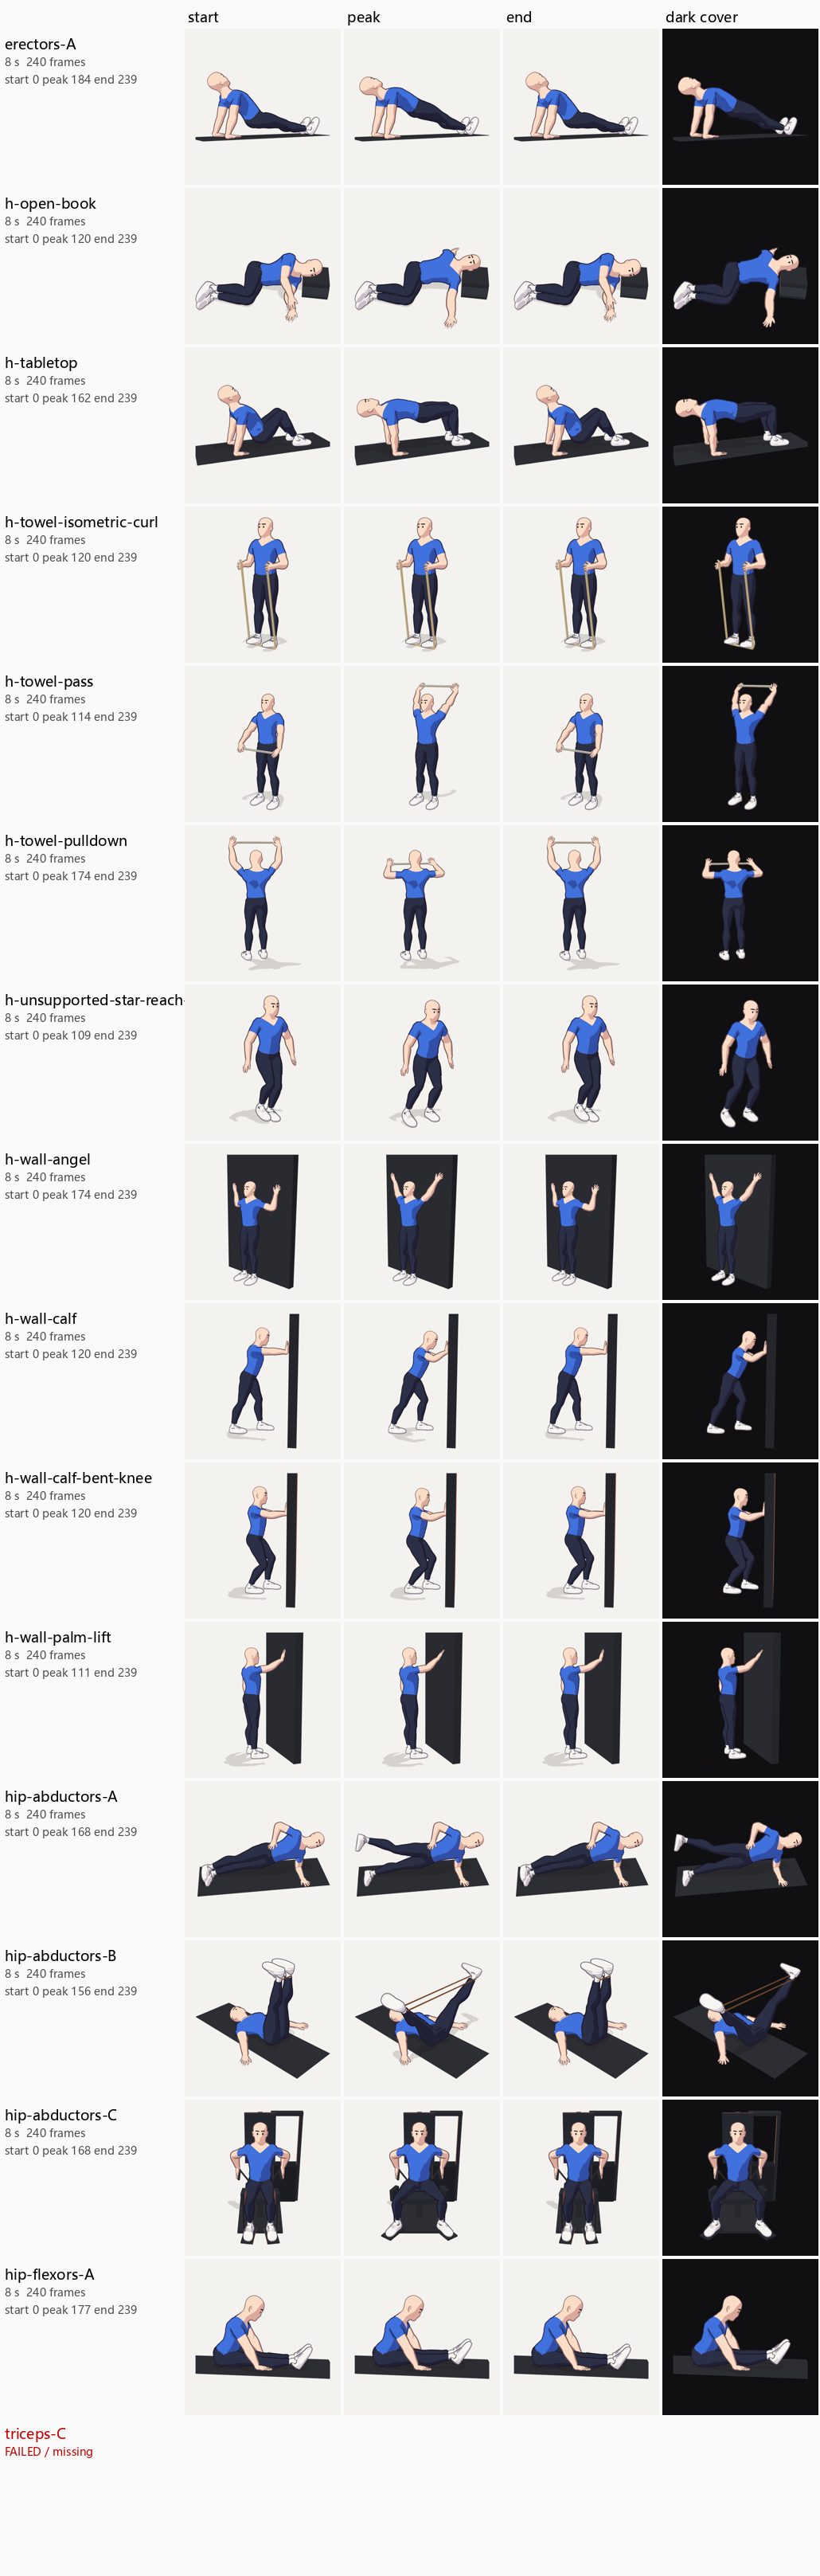 start peak end dark cover
erectors-A
8 s 240 frames
start 0 peak 184 end 239
h-open-book
8 s 240 frames
start 0 peak 120 end 239
h-tabletop
8 s 240 frames
start 0 peak 162 end 239
h-towel-isometric-curl
8 s 240 frames
start 0 peak 120 end 239
h-towel-pass
8 s 240 frames
start 0 peak 114 end 239
h-towel-pulldown
8 s 240 frames
start 0 peak 174 end 239
h-unsupported-star-reach-
8 s 240 frames
start 0 peak 109 end 239
h-wall-angel
8 s 240 frames
start 0 peak 174 end 239
h-wall-calf
8 s 240 frames
start 0 peak 120 end 239
h-wall-calf-bent-knee
8 s 240 frames
start 0 peak 120 end 239
h-wall-palm-lift
8 s 240 frames
start 0 peak 111 end 239
hip-abductors-A
8 s 240 frames
start 0 peak 168 end 239
hip-abductors-B
8 s 240 frames
start 0 peak 156 end 239
hip-abductors-C
8 s 240 frames
start 0 peak 168 end 239
hip-flexors-A
8 s 240 frames
start 0 peak 177 end 239
triceps-C
FAILED / missing